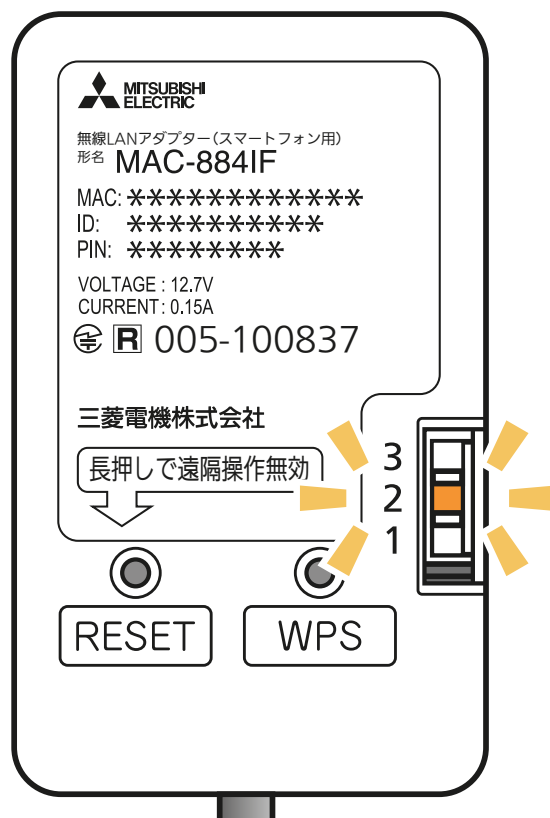 MITSUBISHI
ELECTRIC
無線LANアダプター(スマートフォン用)
形名 MAC-884IF
MAC: ************
ID: **********
PIN: ********
VOLTAGE : 12.7V
CURRENT : 0.15A
R 005-100837
三菱電機株式会社
長押しで遠隔操作無効
3
2
1
RESET
WPS